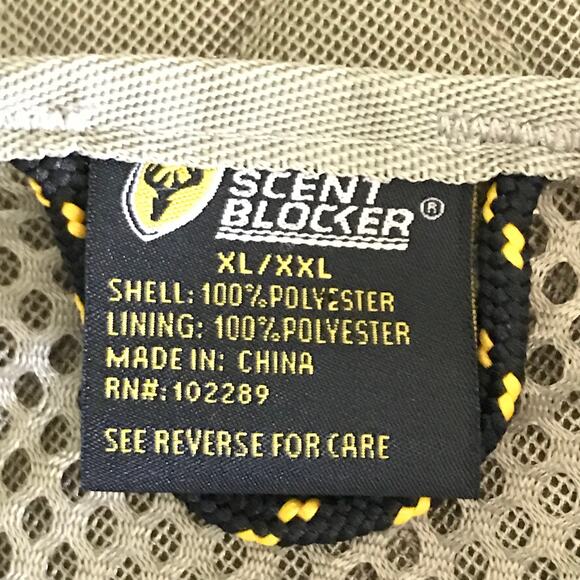 SCENT
BLOCKER®
XL/XXL
SHELL: 100% POLYESTER
LINING: 100% POLYESTER
MADE IN: CHINA
RN#: 102289
SEE REVERSE FOR CARE